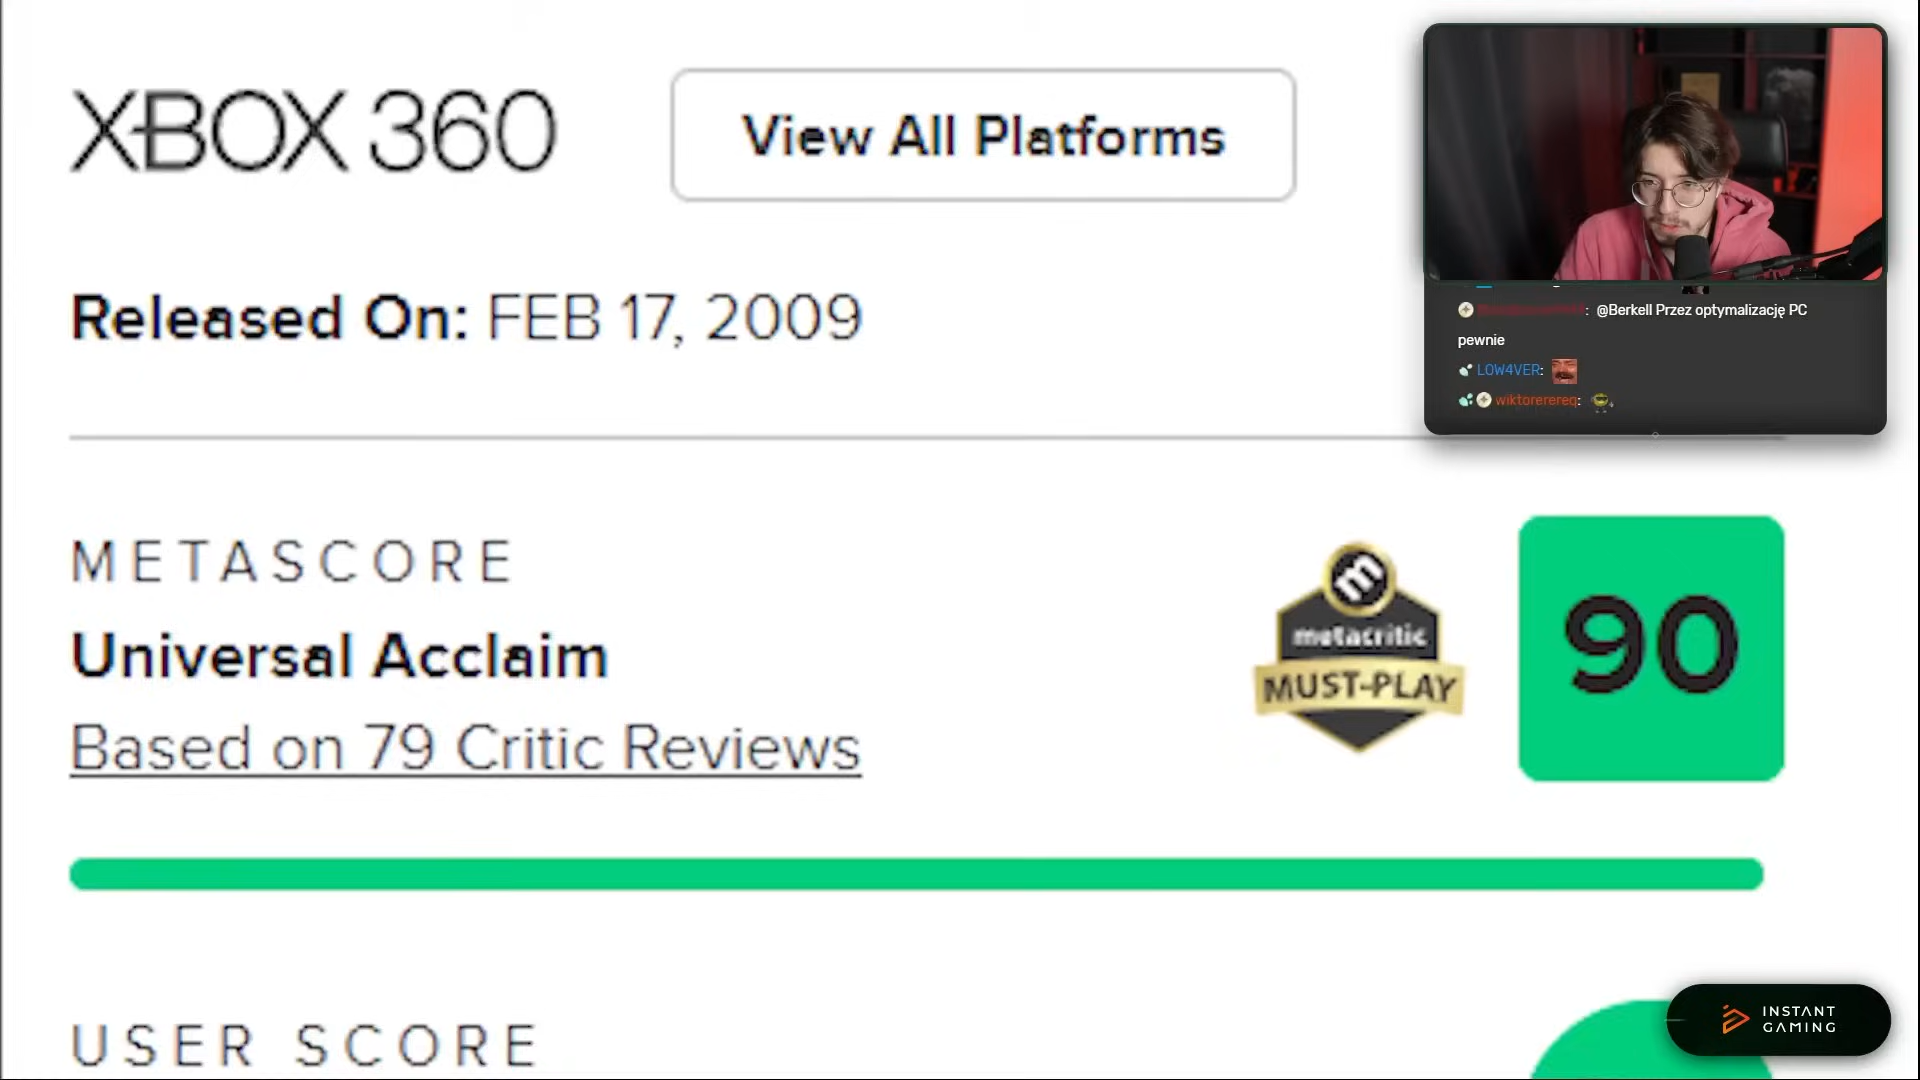 XBOX 360
View All Platforms
Released On: FEB 17, 2009
: @Berkell Przez optymalizację PC
pewnie
LOW4VER:
wiktorerereq:
METASCORE
Universal Acclaim
Based on 79 Critic Reviews
m
metacritic
MUST-PLAY
90
USER SCORE
INSTANT
GAMING